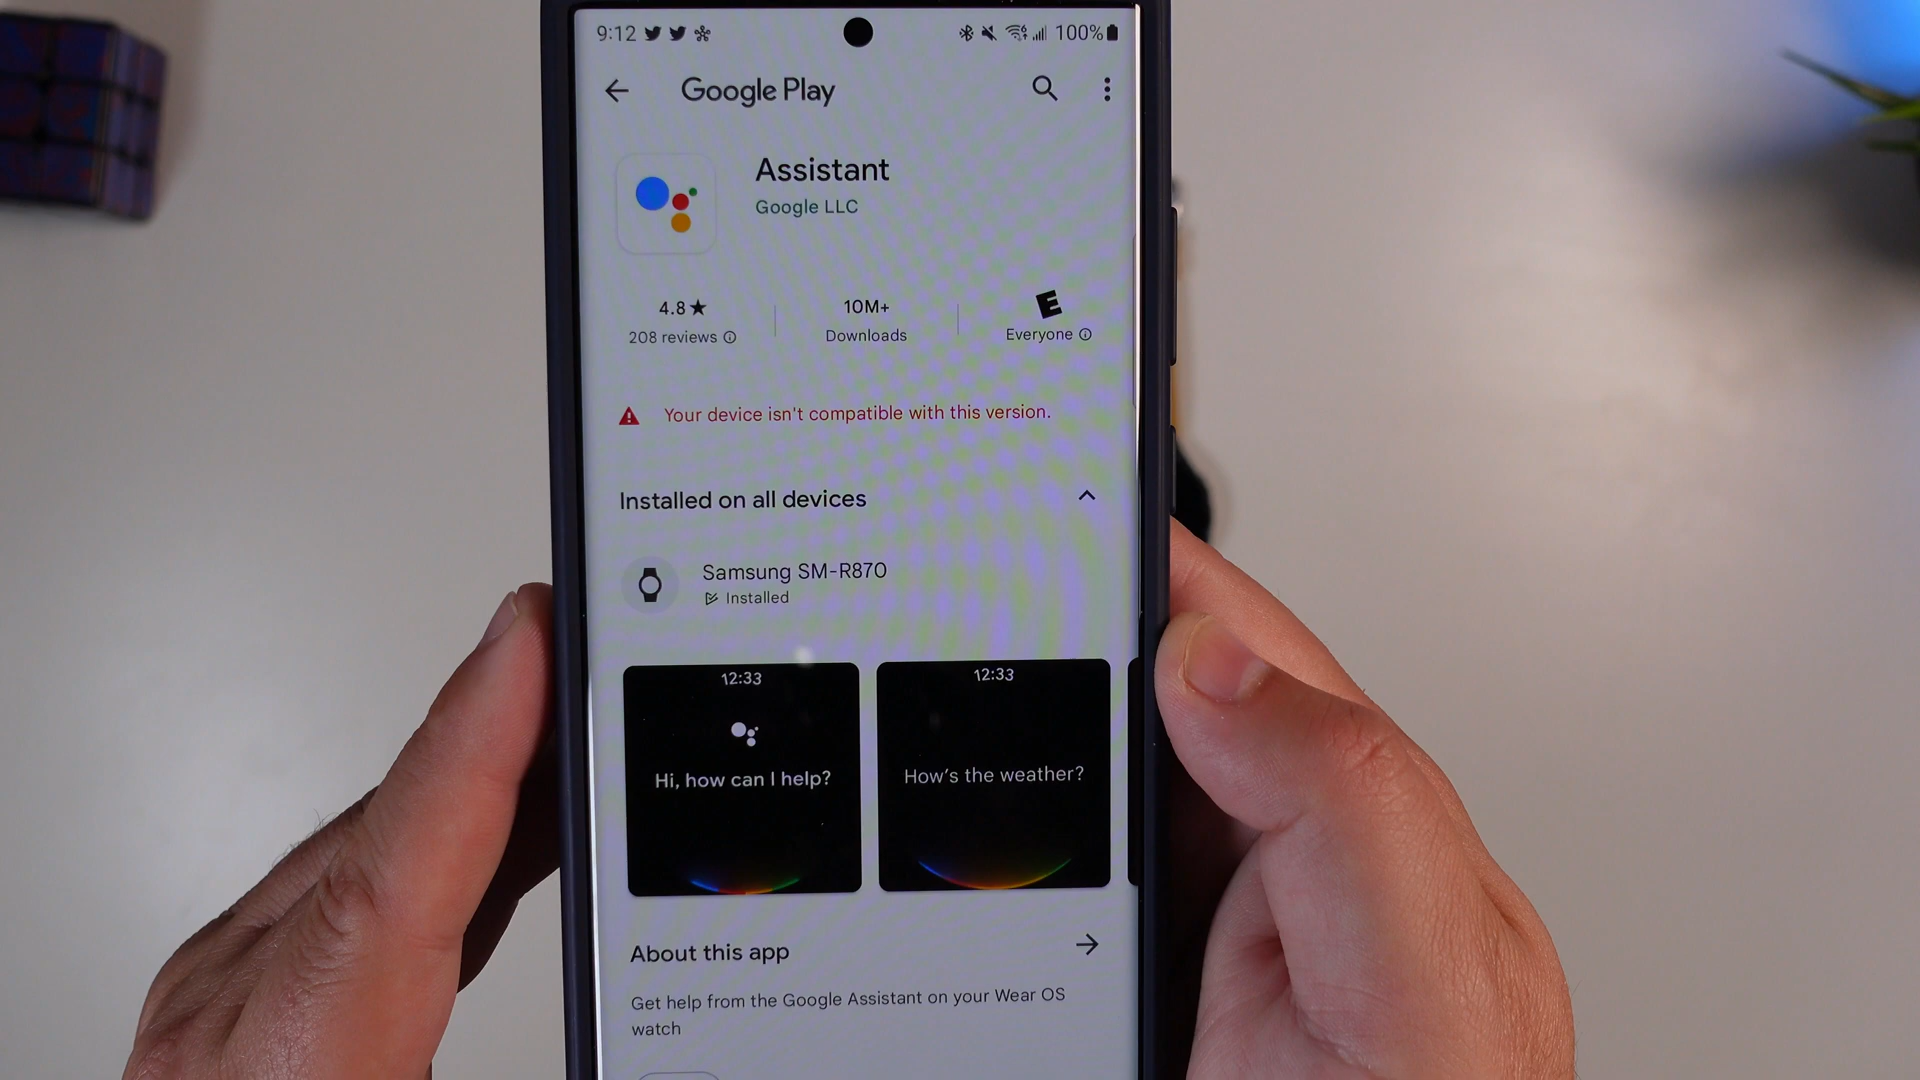 9:12 100%
Google Play
Assistant
Google LLC
4.8★ 10M+ E
208 reviews Downloads Everyone
Your device isn't compatible with this version.
Installed on all devices
Samsung SM-R870
Installed
12:33 12:33
Hi, how can I help? How's the weather?
About this app
Get help from the Google Assistant on your Wear OS
watch